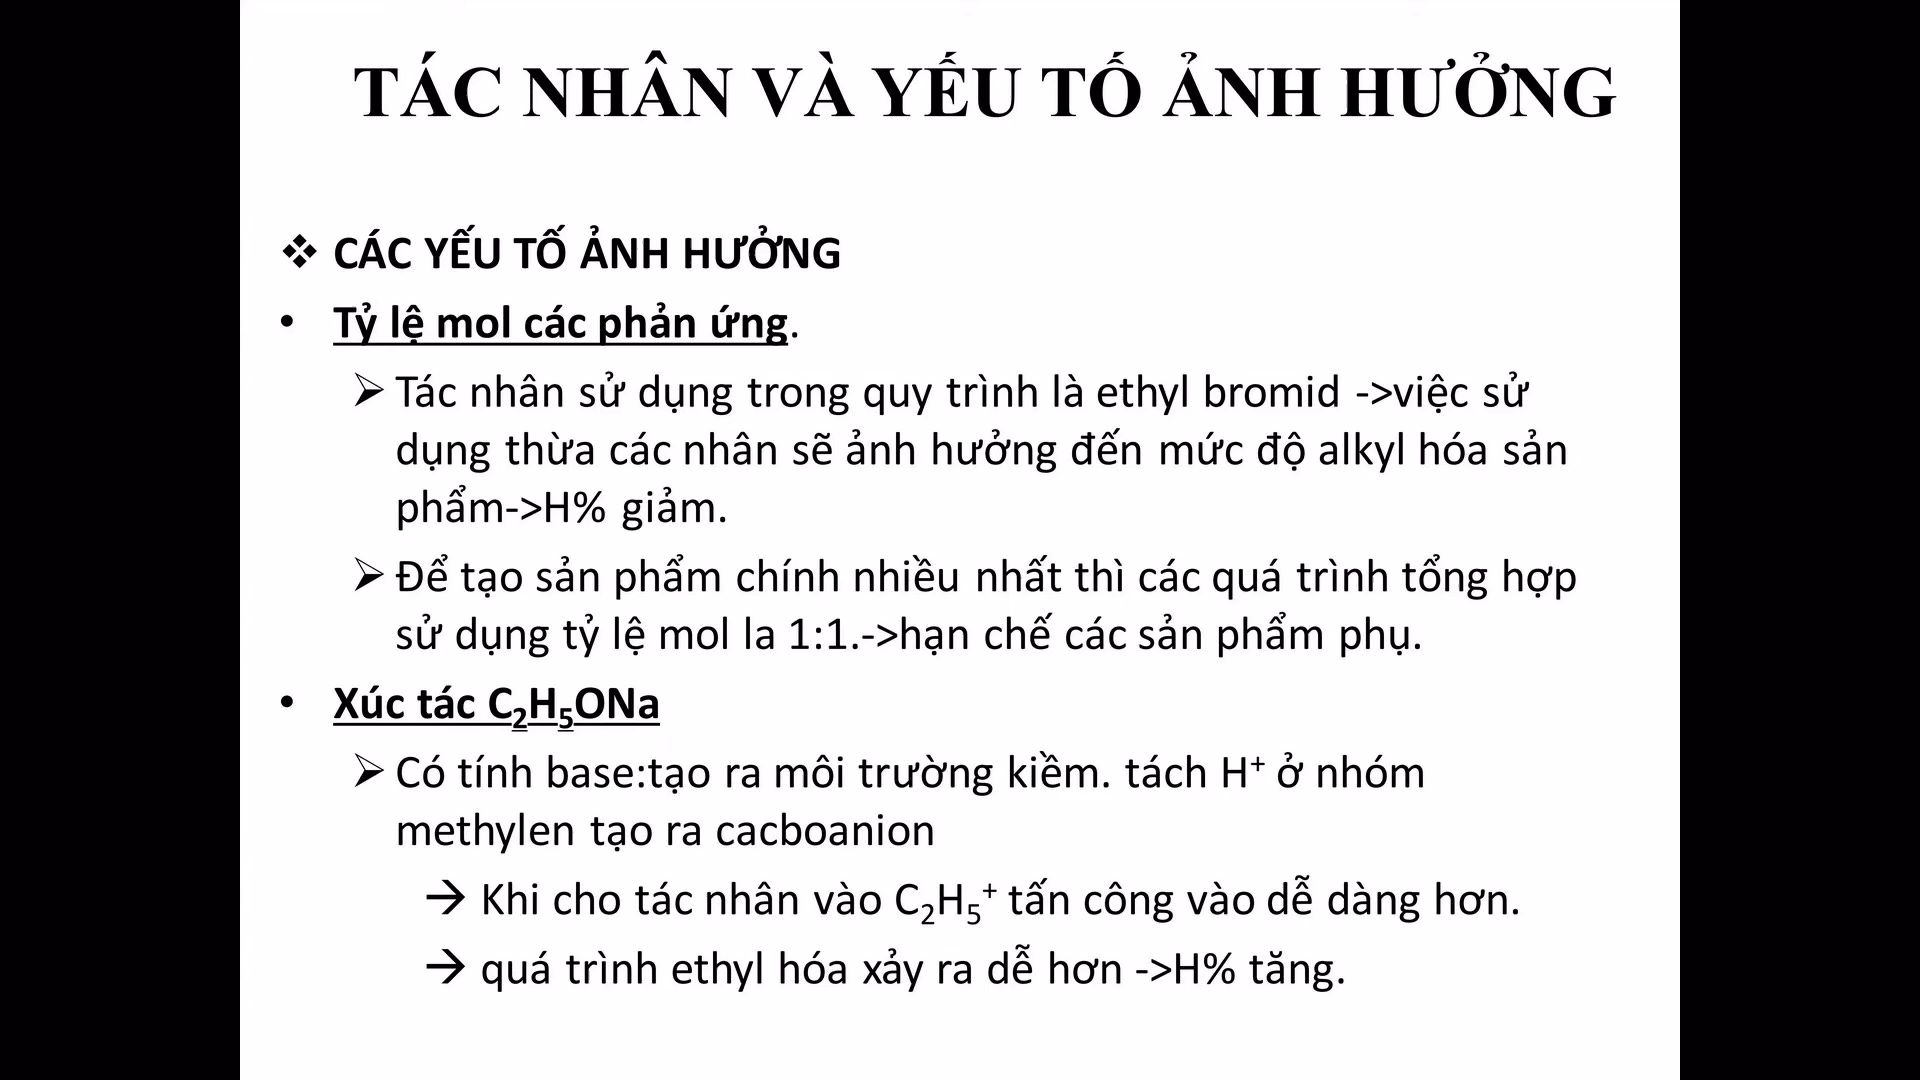 TÁC NHÂN VÀ YẾU TỐ ẢNH HƯỞNG
❖ CÁC YẾU TỐ ẢNH HƯỞNG
• Tỷ lệ mol các phản ứng.
➢ Tác nhân sử dụng trong quy trình là ethyl bromid ->việc sử
dụng thừa các nhân sẽ ảnh hưởng đến mức độ alkyl hóa sản
phẩm->H% giảm.
➢ Để tạo sản phẩm chính nhiều nhất thì các quá trình tổng hợp
sử dụng tỷ lệ mol la 1:1.->hạn chế các sản phẩm phụ.
• Xúc tác C₂H₅ONa
➢ Có tính base:tạo ra môi trường kiềm. tách H⁺ ở nhóm
methylen tạo ra cacboanion
→ Khi cho tác nhân vào C₂H₅⁺ tấn công vào dễ dàng hơn.
→ quá trình ethyl hóa xảy ra dễ hơn ->H% tăng.